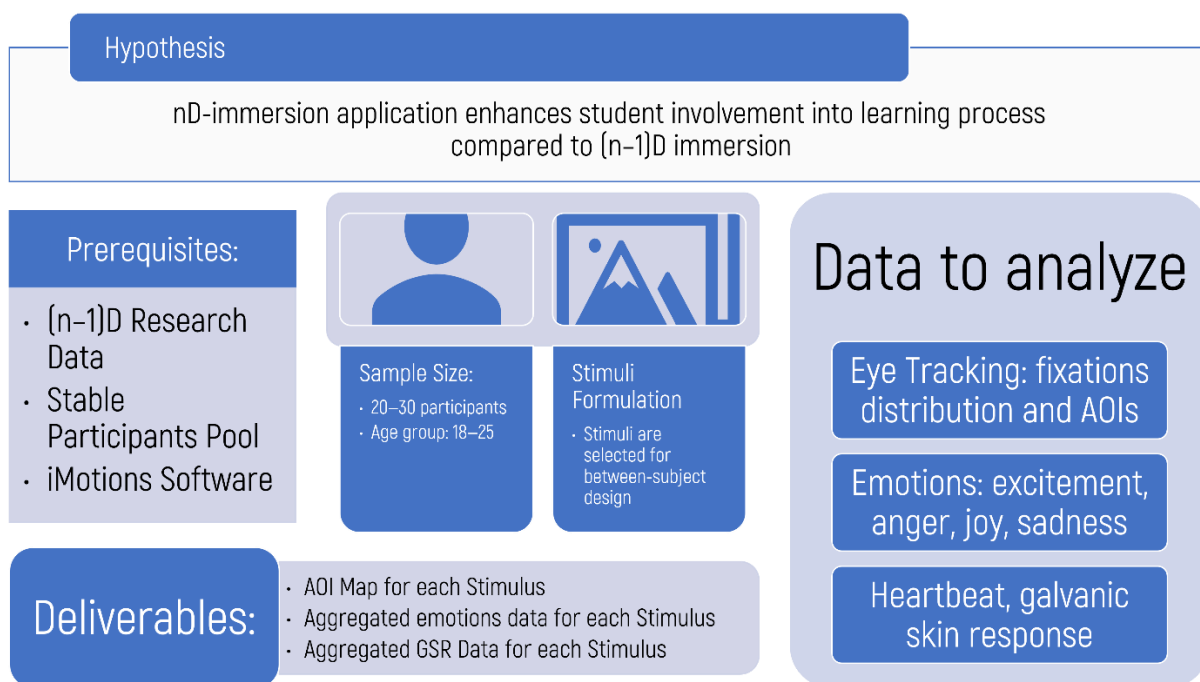 Hypothesis
nD-immersion application enhances student involvement into learning process
compared to (n–1)D immersion
Prerequisites:
· (n–1)D Research
Data
· Stable
Participants Pool
· iMotions Software
Sample Size:
· 20–30 participants
· Age group: 18–25
Stimuli
Formulation
· Stimuli are
selected for
between-subject
design
Data to analyze
Eye Tracking: fixations
distribution and AOIs
Emotions: excitement,
anger, joy, sadness
Heartbeat, galvanic
skin response
Deliverables:
· AOI Map for each Stimulus
· Aggregated emotions data for each Stimulus
· Aggregated GSR Data for each Stimulus